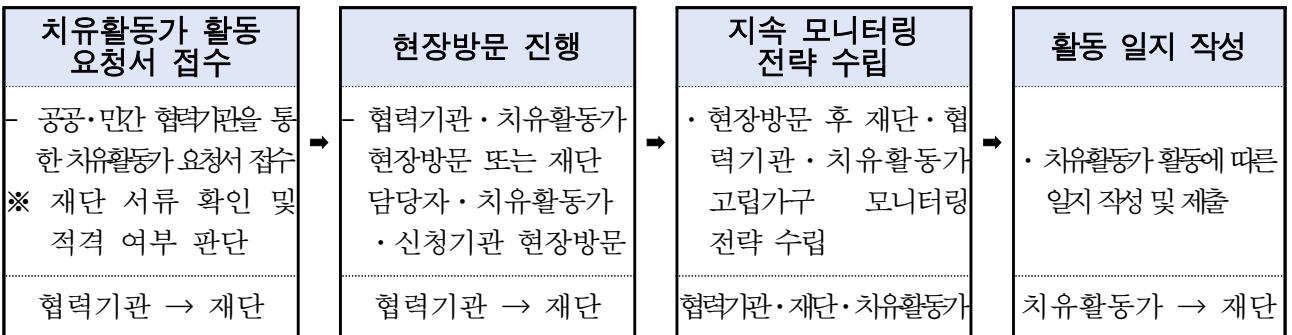 치유활동가 활동
요청서 접수
- 공공·민간 협력기관을 통
한 치유활동가 요청서 접수
※ 재단 서류 확인 및
적격 여부 판단
협력기관 → 재단
➡
현장방문 진행
- 협력기관·치유활동가
현장방문 또는 재단
담당자·치유활동가
·신청기관 현장방문
협력기관 → 재단
➡
지속 모니터링
전략 수립
· 현장방문 후 재단·협
력기관·치유활동가
고립가구 모니터링
전략 수립
협력기관·재단·치유활동가
➡
활동 일지 작성
· 치유활동가 활동에 따른
일지 작성 및 제출
치유활동가 → 재단